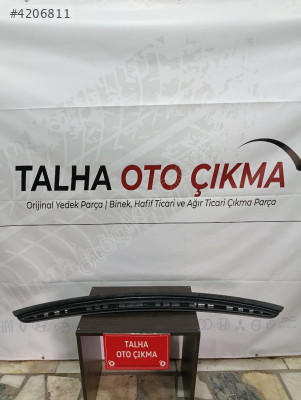 #4206811
TALHA OTO ÇIKMA
Orijinal Yedek Parça | Binek, Hafif Ticari ve Ağır Ticari Çıkma Parça
TALHA
OTO ÇIKMA